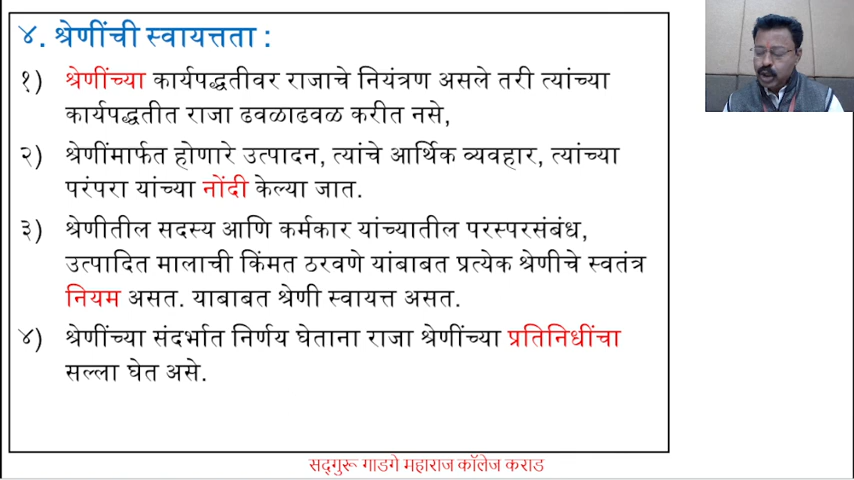 ४. श्रेणींची स्वायत्तता :
१) श्रेणींच्या कार्यपद्धतीवर राजाचे नियंत्रण असले तरी त्यांच्या
कार्यपद्धतीत राजा ढवळाढवळ करीत नसे,
२) श्रेणींमार्फत होणारे उत्पादन, त्यांचे आर्थिक व्यवहार, त्यांच्या
परंपरा यांच्या नोंदी केल्या जात.
३) श्रेणीतील सदस्य आणि कर्मकार यांच्यातील परस्परसंबंध,
उत्पादित मालाची किंमत ठरवणे यांबाबत प्रत्येक श्रेणीचे स्वतंत्र
नियम असत. याबाबत श्रेणी स्वायत्त असत.
४) श्रेणींच्या संदर्भात निर्णय घेताना राजा श्रेणींच्या प्रतिनिधींचा
सल्ला घेत असे.
सद्गुरू गाडगे महाराज कॉलेज कराड